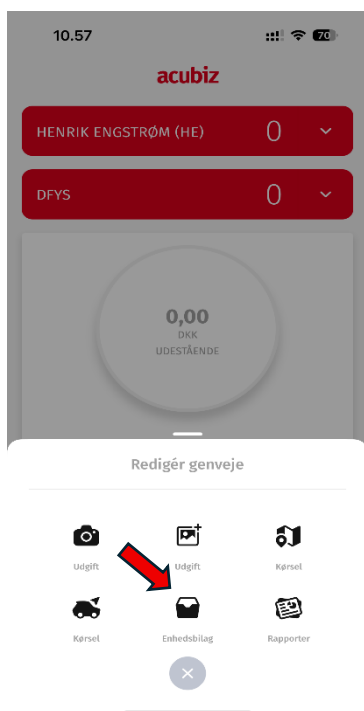 10.57
70
acubiz
HENRIK ENGSTRØM (HE) 0
DFYS 0
0,00
DKK
UDESTÅENDE
Redigér genveje
Udgift Udgift Kørsel
Kørsel Enhedsbilag Rapporter